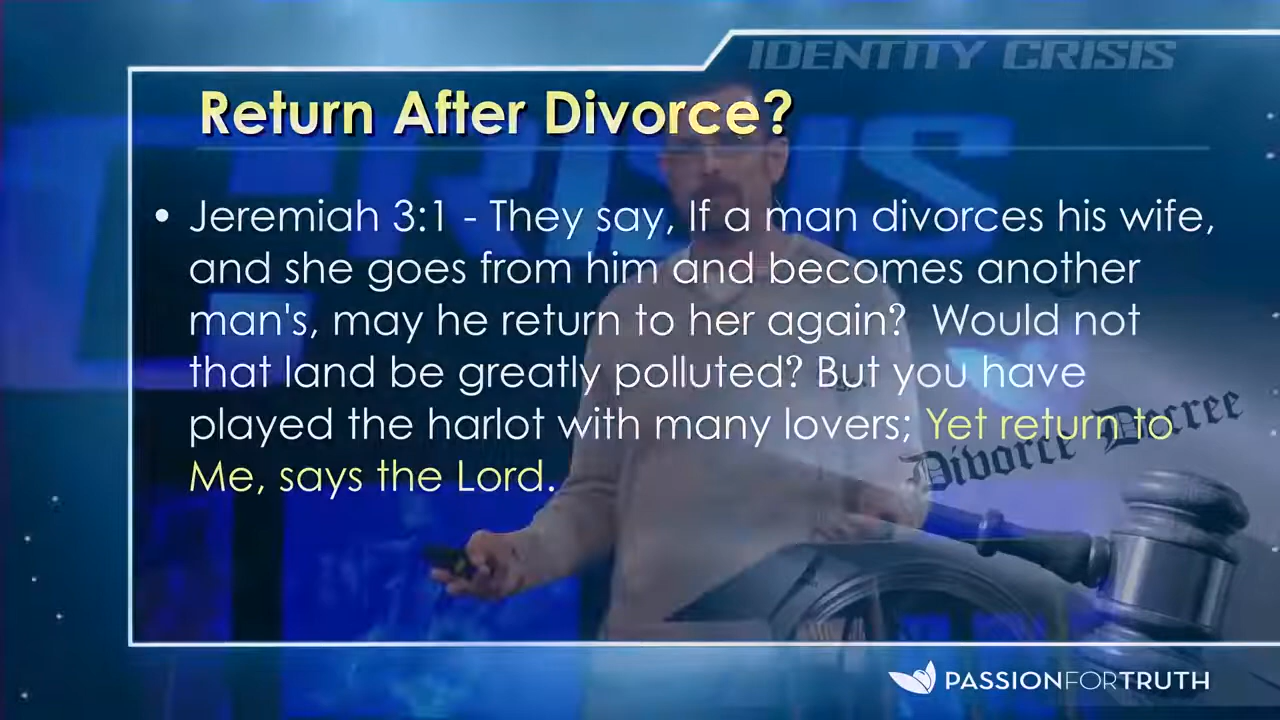 IDENTITY CRISIS
Return After Divorce?
• Jeremiah 3:1 - They say, If a man divorces his wife,
and she goes from him and becomes another
man's, may he return to her again?  Would not
that land be greatly polluted? But you have
played the harlot with many lovers; Yet return to
Me, says the Lord.
Divorce Decree
CRISIS
PASSIONFORTRUTH